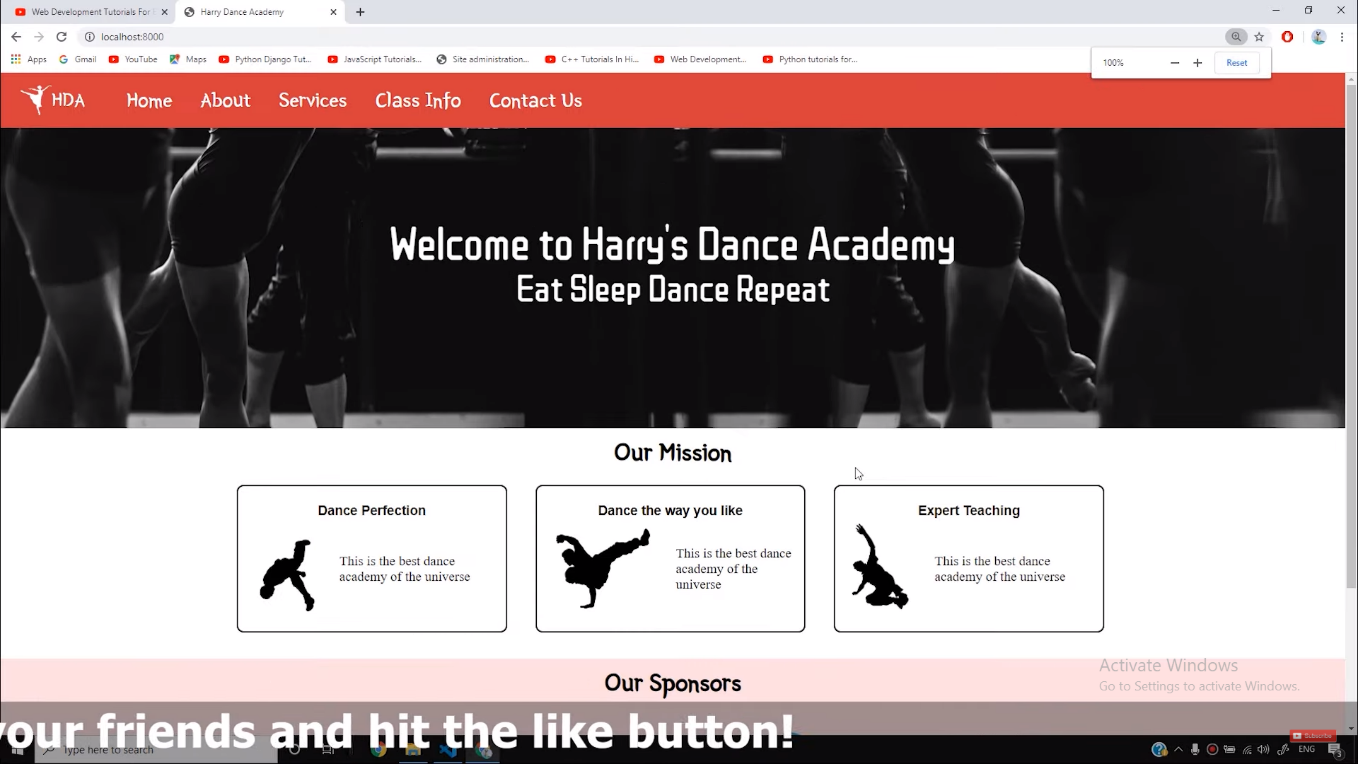 Web Development Tutorials For
Harry Dance Academy
localhost:8000
Apps
Gmail
YouTube
Maps
Python Django Tut...
JavaScript Tutorials...
Site administration...
C++ Tutorials In Hi...
Web Development...
Python tutorials for...
100%
Reset
HDA
Home
About
Services
Class Info
Contact Us
Welcome to Harry's Dance Academy
Eat Sleep Dance Repeat
Our Mission
Dance Perfection
This is the best dance
academy of the universe
Dance the way you like
This is the best dance
academy of the
universe
Expert Teaching
This is the best dance
academy of the universe
Activate Windows
Go to Settings to activate Windows.
Our Sponsors
your friends and hit the like button!
Subscribe
Type here to search
ENG
3